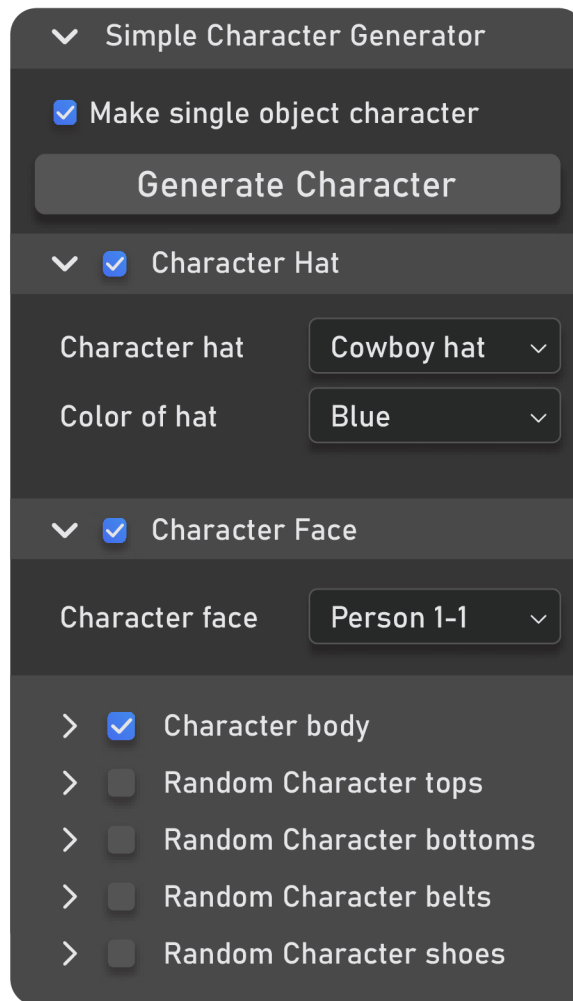 Simple Character Generator
Make single object character
Generate Character
Character Hat
Character hat Cowboy hat
Color of hat Blue
Character Face
Character face Person 1-1
Character body
Random Character tops
Random Character bottoms
Random Character belts
Random Character shoes